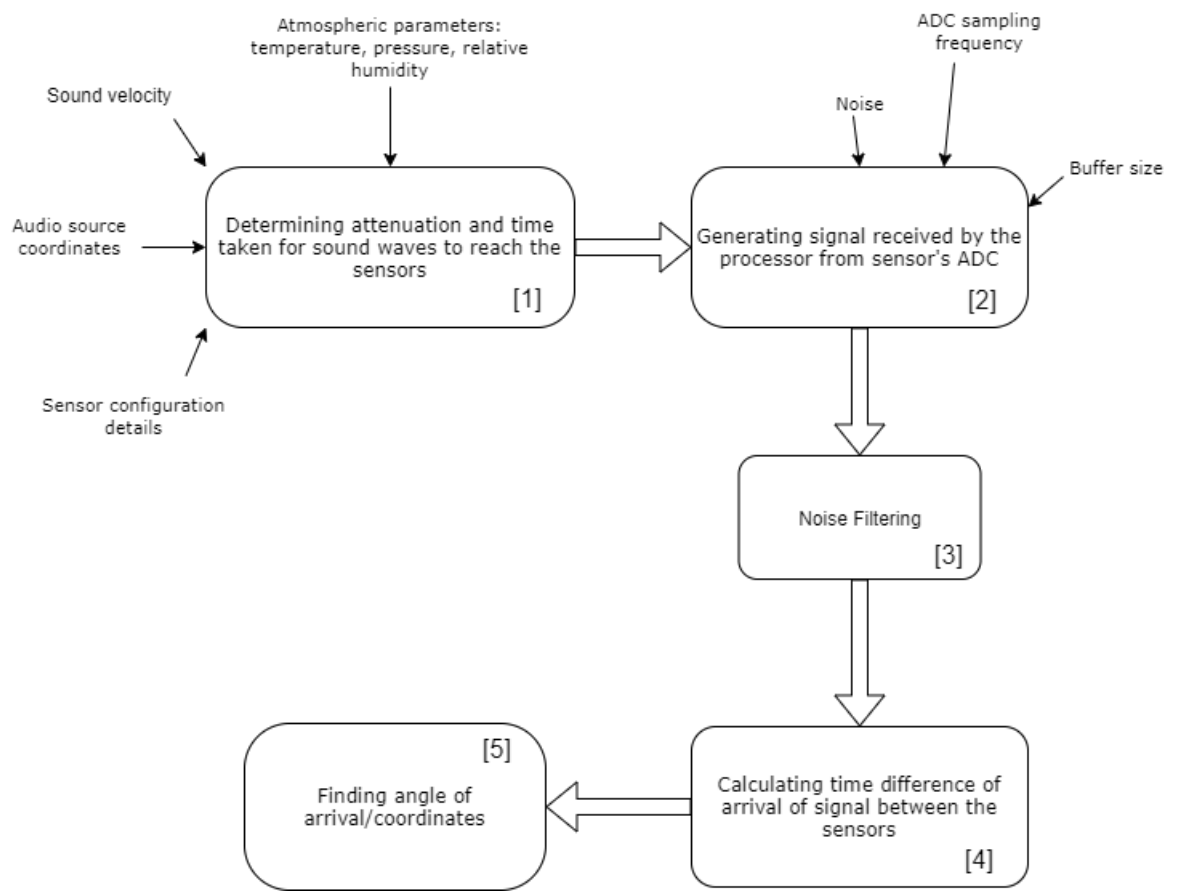 Atmospheric parameters:
temperature, pressure, relative
humidity
ADC sampling
frequency
Sound velocity
Noise
Buffer size
Audio source
coordinates
Determining attenuation and time
taken for sound waves to reach the
sensors
[1]
Generating signal received by the
processor from sensor's ADC
[2]
Sensor configuration
details
Noise Filtering
[3]
[5]
Finding angle of
arrival/coordinates
Calculating time difference of
arrival of signal between the
sensors
[4]